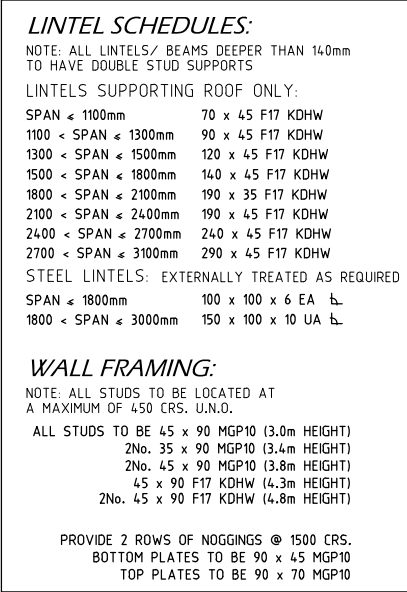 LINTEL SCHEDULES:
NOTE: ALL LINTELS/ BEAMS DEEPER THAN 140mm
TO HAVE DOUBLE STUD SUPPORTS
LINTELS SUPPORTING ROOF ONLY:
SPAN ⩽ 1100mm 70 x 45 F17 KDHW
1100 < SPAN ⩽ 1300mm 90 x 45 F17 KDHW
1300 < SPAN ⩽ 1500mm 120 x 45 F17 KDHW
1500 < SPAN ⩽ 1800mm 140 x 45 F17 KDHW
1800 < SPAN ⩽ 2100mm 190 x 35 F17 KDHW
2100 < SPAN ⩽ 2400mm 190 x 45 F17 KDHW
2400 < SPAN ⩽ 2700mm 240 x 45 F17 KDHW
2700 < SPAN ⩽ 3100mm 290 x 45 F17 KDHW
STEEL LINTELS: EXTERNALLY TREATED AS REQUIRED
SPAN ⩽ 1800mm 100 x 100 x 6 EA
1800 < SPAN ⩽ 3000mm 150 x 100 x 10 UA
WALL FRAMING:
NOTE: ALL STUDS TO BE LOCATED AT
A MAXIMUM OF 450 CRS. U.N.O.
ALL STUDS TO BE 45 x 90 MGP10 (3.0m HEIGHT)
2No. 35 x 90 MGP10 (3.4m HEIGHT)
2No. 45 x 90 MGP10 (3.8m HEIGHT)
45 x 90 F17 KDHW (4.3m HEIGHT)
2No. 45 x 90 F17 KDHW (4.8m HEIGHT)
PROVIDE 2 ROWS OF NOGGINGS @ 1500 CRS.
BOTTOM PLATES TO BE 90 x 45 MGP10
TOP PLATES TO BE 90 x 70 MGP10